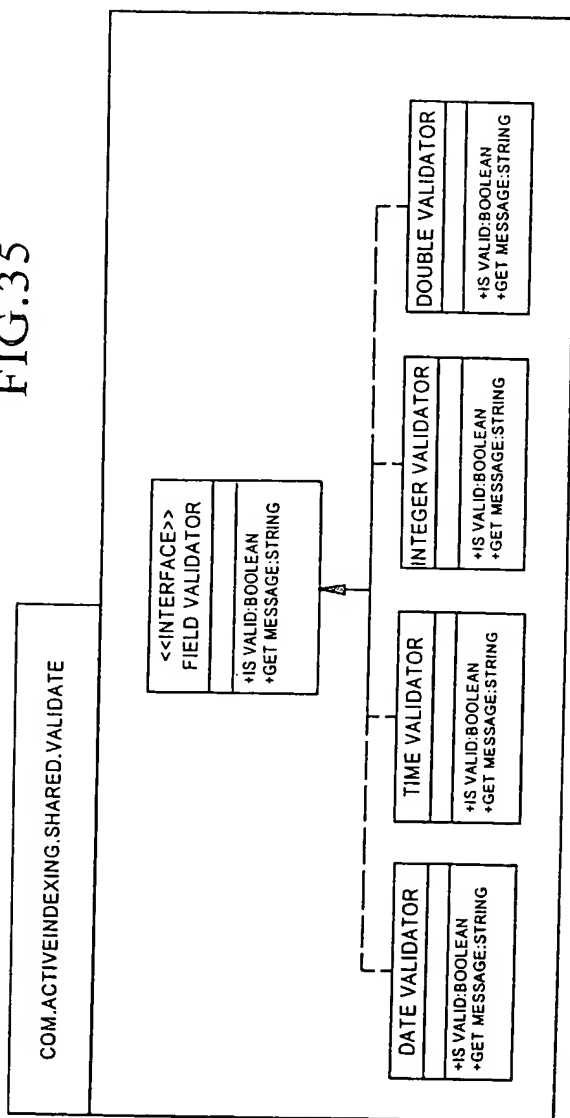 FIG.35
COM.ACTIVEINDEXING.SHARED.VALIDATE
<<INTERFACE>>
FIELD VALIDATOR
+IS VALID:BOOLEAN
+GET MESSAGE:STRING
DATE VALIDATOR
+IS VALID:BOOLEAN
+GET MESSAGE:STRING
TIME VALIDATOR
+IS VALID:BOOLEAN
+GET MESSAGE:STRING
INTEGER VALIDATOR
+IS VALID:BOOLEAN
+GET MESSAGE:STRING
DOUBLE VALIDATOR
+IS VALID:BOOLEAN
+GET MESSAGE:STRING